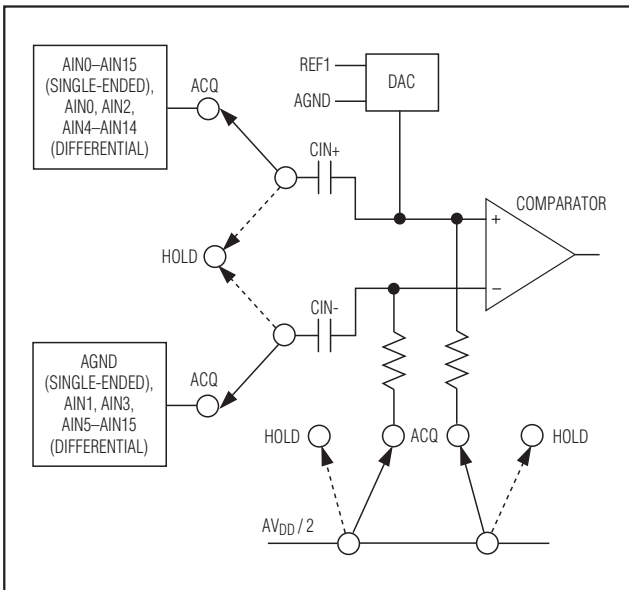 AIN0–AIN15
(SINGLE-ENDED),
AIN0, AIN2,
AIN4–AIN14
(DIFFERENTIAL)
ACQ
REF1
AGND
DAC
CIN+
COMPARATOR
+
−
HOLD
CIN-
AGND
(SINGLE-ENDED),
AIN1, AIN3,
AIN5–AIN15
(DIFFERENTIAL)
ACQ
HOLD
ACQ
HOLD
AVDD / 2